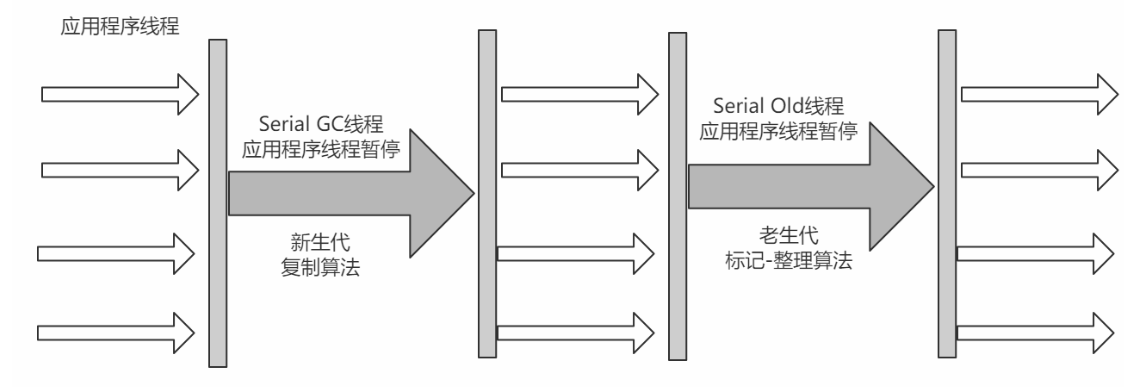 应用程序线程
Serial GC线程
应用程序线程暂停
新生代
复制算法
Serial Old线程
应用程序线程暂停
老生代
标记-整理算法